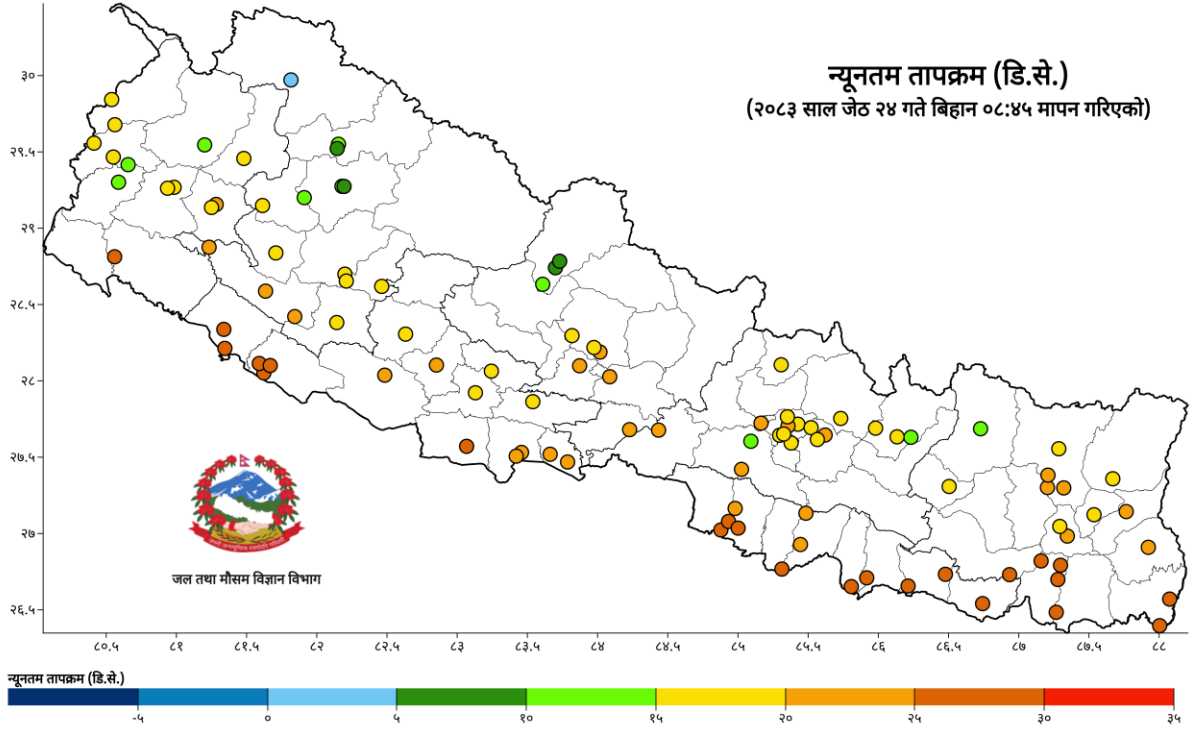 न्यूनतम तापक्रम (डि.से.)
(२०८३ साल जेठ २४ गते बिहान ०८:४५ मापन गरिएको)
३०
२९.५
२९
२८.५
२८
२७.५
२७
२६.५
जल तथा मौसम विज्ञान विभाग
८०.५ ८१ ८१.५ ८२ ८२.५ ८३ ८३.५ ८४ ८४.५ ८५ ८५.५ ८६ ८६.५ ८७ ८७.५ ८८
न्यूनतम तापक्रम (डि.से.)
-५ ० ५ १० १५ २० २५ ३० ३५